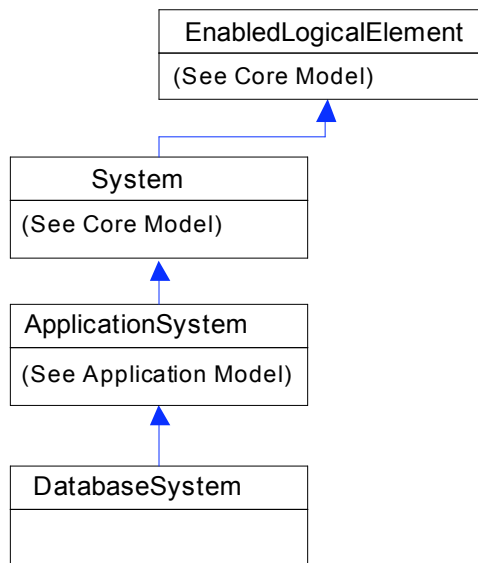 EnabledLogicalElement
(See Core Model)
System
(See Core Model)
ApplicationSystem
(See Application Model)
DatabaseSystem